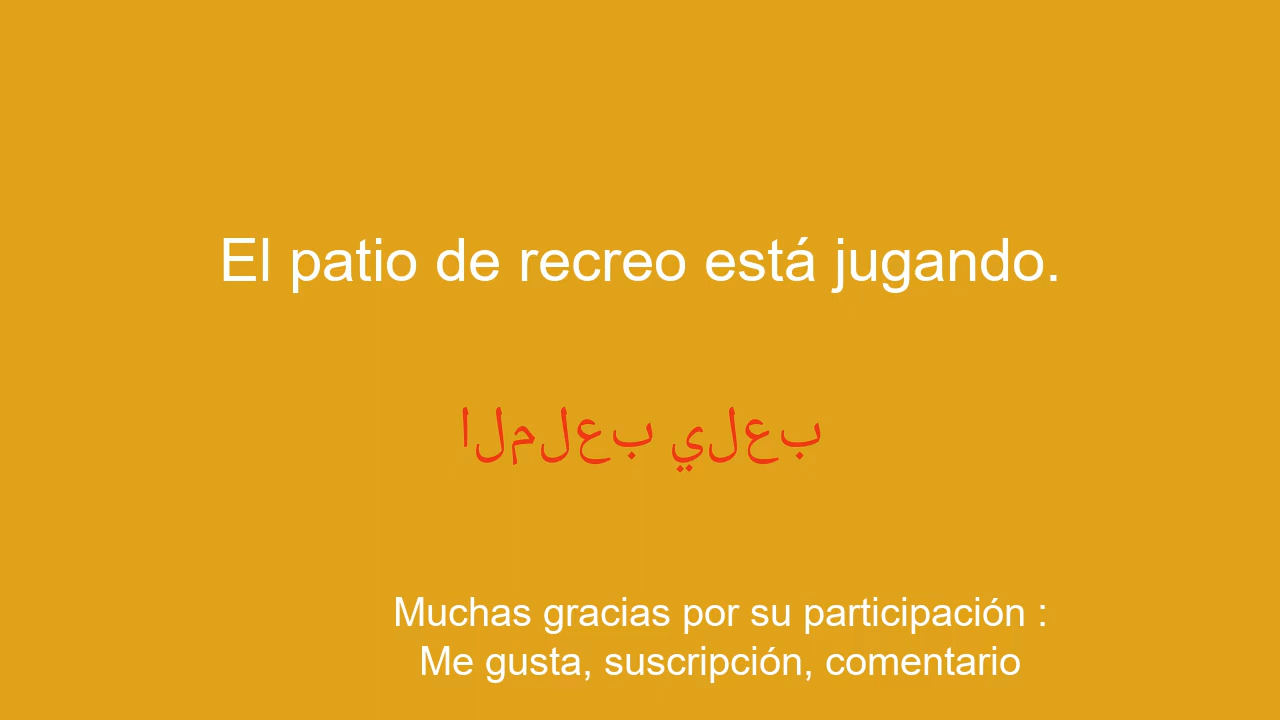 El patio de recreo está jugando.
الملعب يلعب
Muchas gracias por su participación :
Me gusta, suscripción, comentario